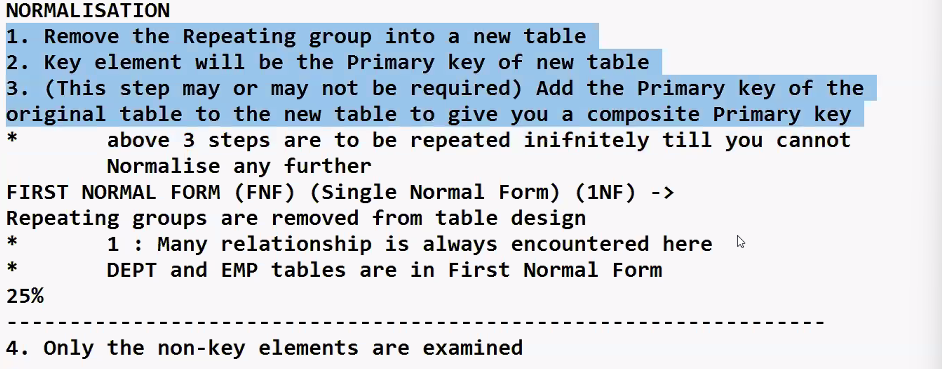 NORMALISATION
1. Remove the Repeating group into a new table
2. Key element will be the Primary key of new table
3. (This step may or may not be required) Add the Primary key of the
original table to the new table to give you a composite Primary key
* above 3 steps are to be repeated inifnitely till you cannot
Normalise any further
FIRST NORMAL FORM (FNF) (Single Normal Form) (1NF) ->
Repeating groups are removed from table design
* 1 : Many relationship is always encountered here
* DEPT and EMP tables are in First Normal Form
25%
-----------------------------------------------------------------
4. Only the non-key elements are examined